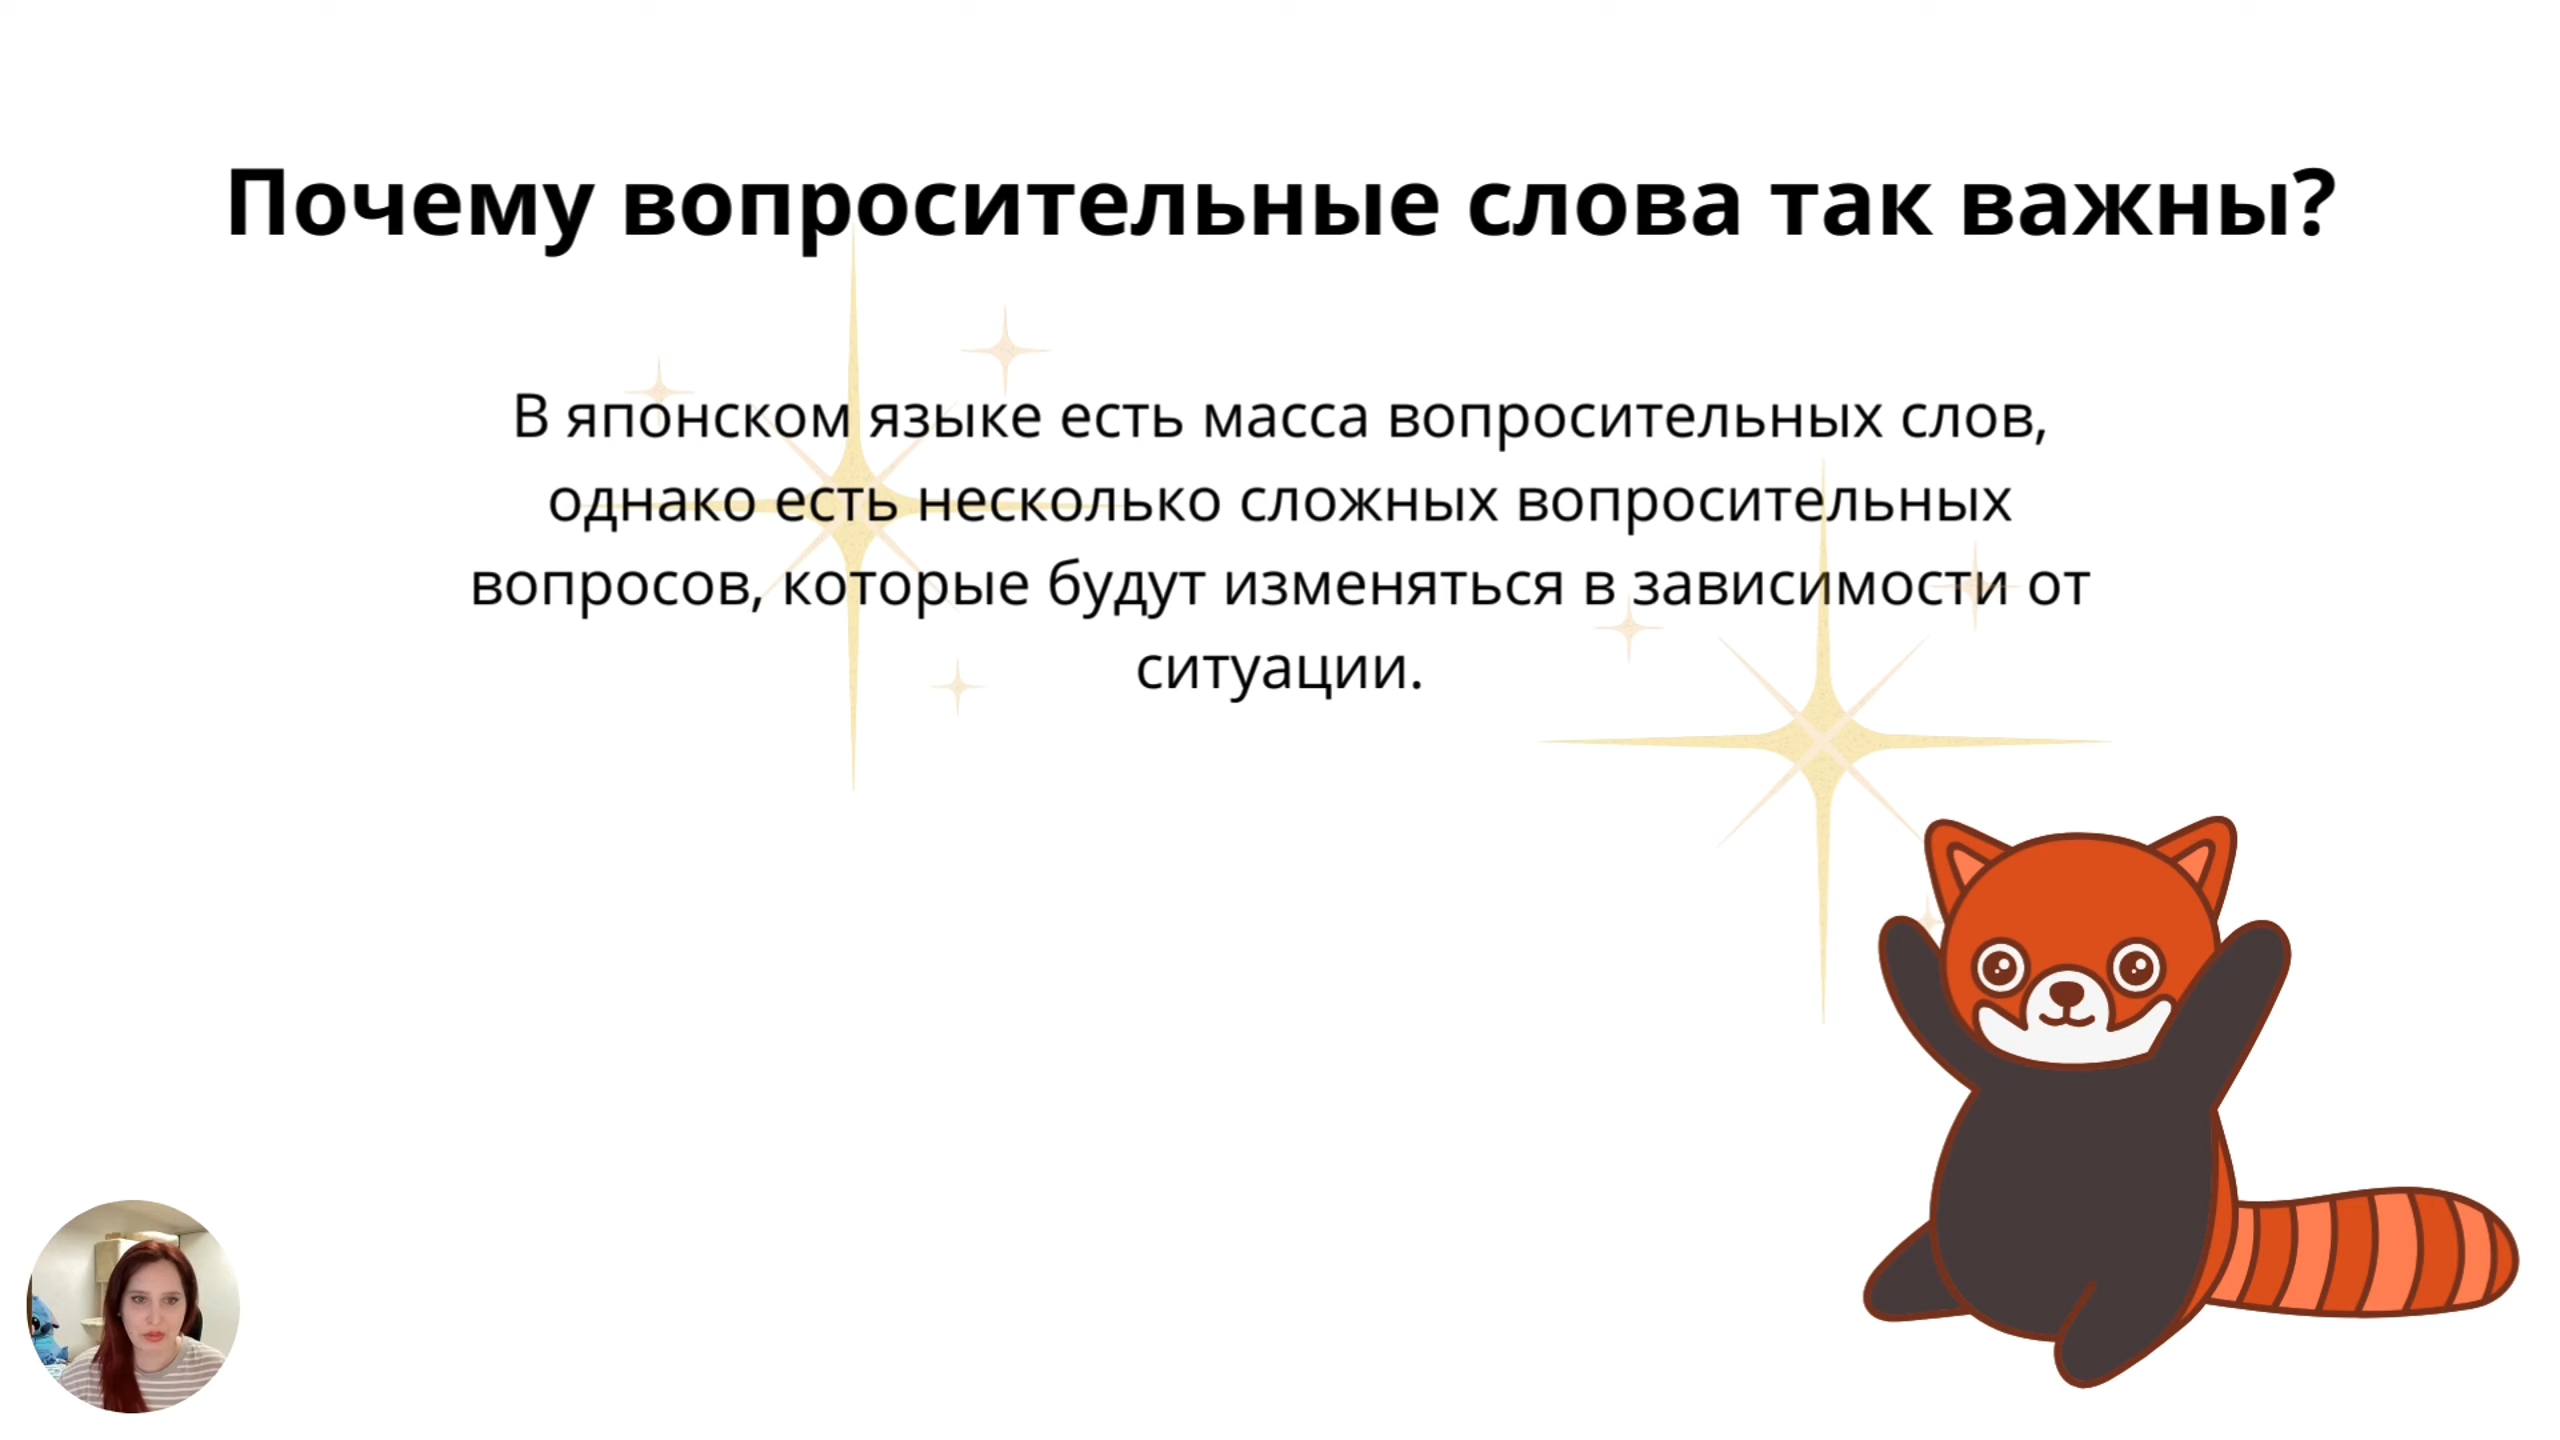 Почему вопросительные слова так важны?
В японском языке есть масса вопросительных слов,
однако есть несколько сложных вопросительных
вопросов, которые будут изменяться в зависимости от
ситуации.